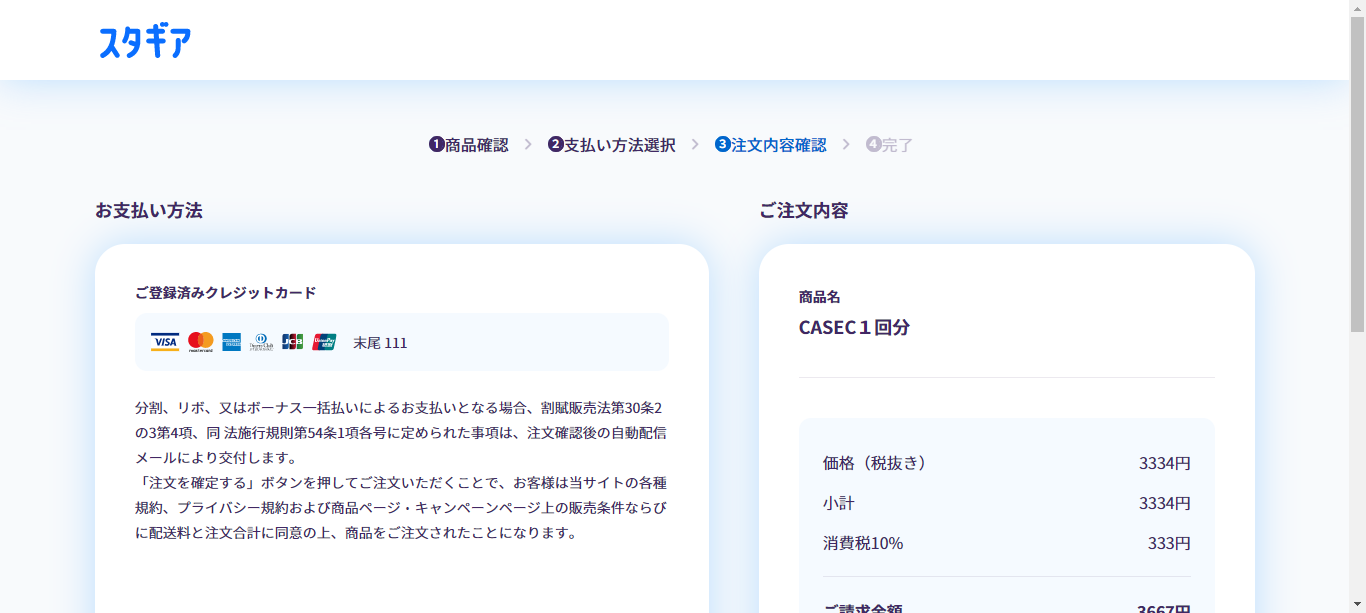 スタギア
1商品確認 > 2支払い方法選択 > 3注文内容確認 > 4完了
お支払い方法
ご登録済みクレジットカード
VISA mastercard AMERICAN EXPRESS Diners Club INTERNATIONAL JCB UnionPay 銀联 末尾 111
分割、リボ、又はボーナス一括払いによるお支払いとなる場合、割賦販売法第30条2
の3第4項、同 法施行規則第54条1項各号に定められた事項は、注文確認後の自動配信
メールにより交付します。
「注文を確定する」ボタンを押してご注文いただくことで、お客様は当サイトの各種
規約、プライバシー規約および商品ページ・キャンペーンページ上の販売条件ならび
に配送料と注文合計に同意の上、商品をご注文されたことになります。
ご注文内容
商品名
CASEC１回分
価格（税抜き） 3334円
小計 3334円
消費税10% 333円
ご請求金額 3667円